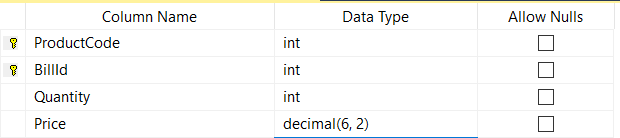 Column Name Data Type Allow Nulls
ProductCode int
BillId int
Quantity int
Price decimal(6, 2)